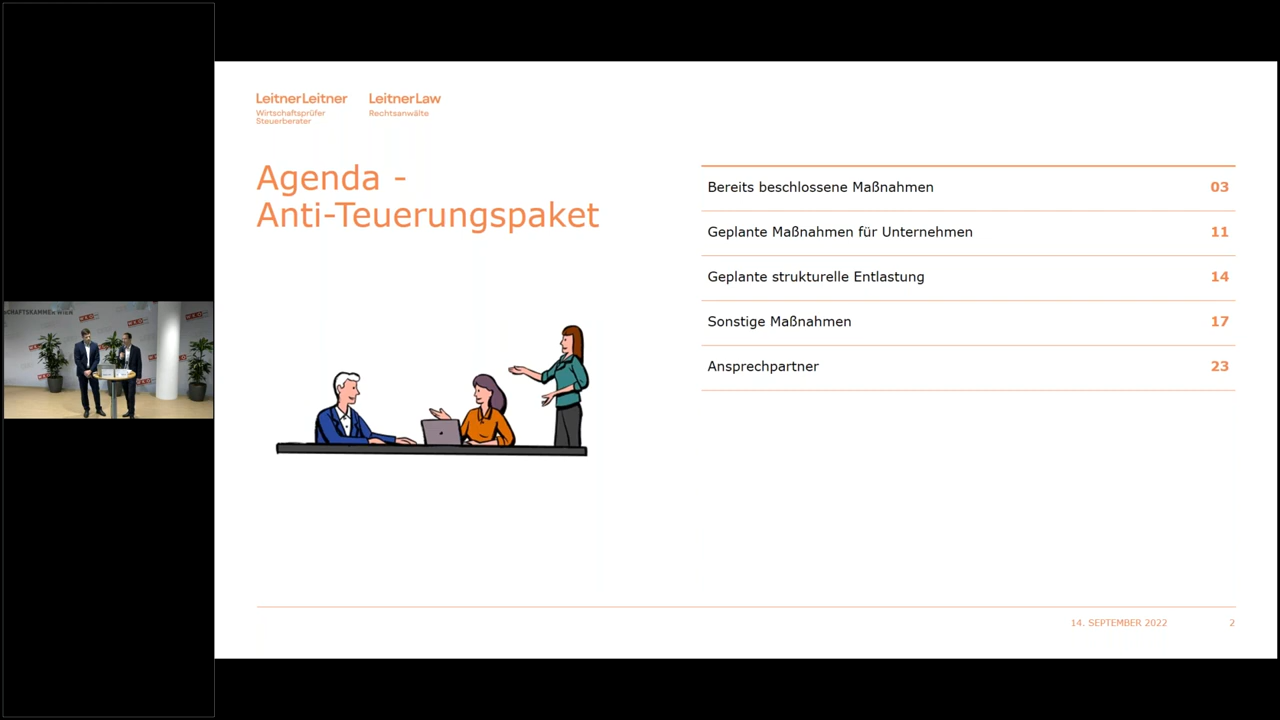 LeitnerLeitner
Wirtschaftsprüfer
Steuerberater
LeitnerLaw
Rechtsanwälte
Agenda -
Anti-Teuerungspaket
Bereits beschlossene Maßnahmen 03
Geplante Maßnahmen für Unternehmen 11
Geplante strukturelle Entlastung 14
Sonstige Maßnahmen 17
Ansprechpartner 23
14. SEPTEMBER 2022 2